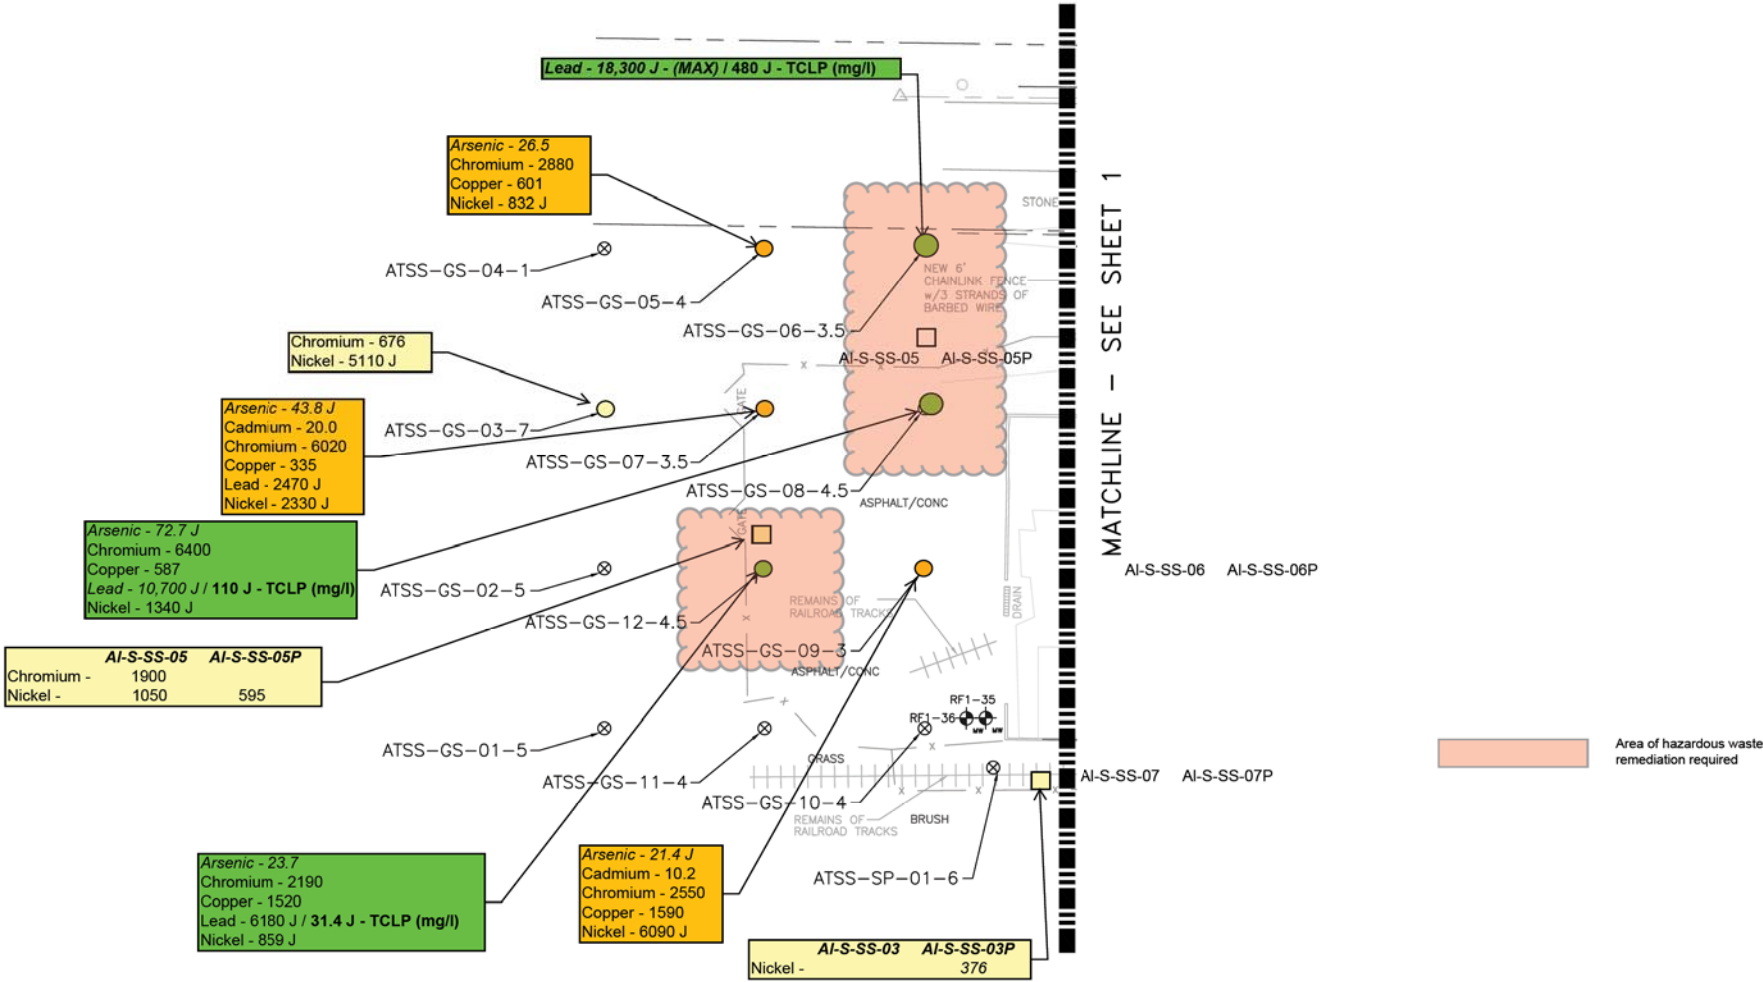 Lead - 18,300 J - (MAX) / 480 J - TCLP (mg/l)
Arsenic - 26.5
Chromium - 2880
Copper - 601
Nickel - 832 J
STONE
ATSS-GS-04-1
ATSS-GS-05-4
NEW 6'
CHAINLINK FENCE
w/3 STRANDS OF
BARBED WIRE
ATSS-GS-06-3.5
MATCHLINE - SEE SHEET 1
Chromium - 676
Nickel - 5110 J
AI-S-SS-05 AI-S-SS-05P
GATE
Arsenic - 43.8 J
Cadmium - 20.0
Chromium - 6020
Copper - 335
Lead - 2470 J
Nickel - 2330 J
ATSS-GS-03-7
ATSS-GS-07-3.5
ATSS-GS-08-4.5
ASPHALT/CONC
GATE
Arsenic - 72.7 J
Chromium - 6400
Copper - 587
Lead - 10,700 J / 110 J - TCLP (mg/l)
Nickel - 1340 J
ATSS-GS-02-5
AI-S-SS-06 AI-S-SS-06P
REMAINS OF
RAILROAD TRACKS
DRAIN
ATSS-GS-12-4.5
ATSS-GS-09-3
ASPHALT/CONC
AI-S-SS-05 AI-S-SS-05P
Chromium - 1900
Nickel - 1050 595
RF1-35
RF1-36
MW MW
ATSS-GS-01-5
GRASS
ATSS-GS-11-4
AI-S-SS-07 AI-S-SS-07P
ATSS-GS-10-4
REMAINS OF
RAILROAD TRACKS
BRUSH
Area of hazardous waste
remediation required
Arsenic - 23.7
Chromium - 2190
Copper - 1520
Lead - 6180 J / 31.4 J - TCLP (mg/l)
Nickel - 859 J
Arsenic - 21.4 J
Cadmium - 10.2
Chromium - 2550
Copper - 1590
Nickel - 6090 J
ATSS-SP-01-6
AI-S-SS-03 AI-S-SS-03P
Nickel - 376